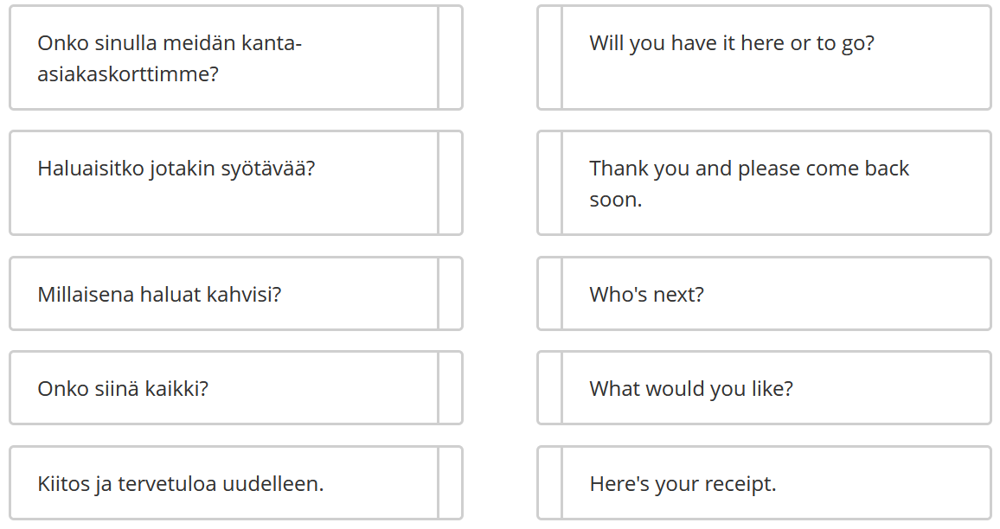 Onko sinulla meidän kanta-
asiakaskorttimme?
Will you have it here or to go?
Haluaisitko jotakin syötävää?
Thank you and please come back
soon.
Millaisena haluat kahvisi?
Who's next?
Onko siinä kaikki?
What would you like?
Kiitos ja tervetuloa uudelleen.
Here's your receipt.